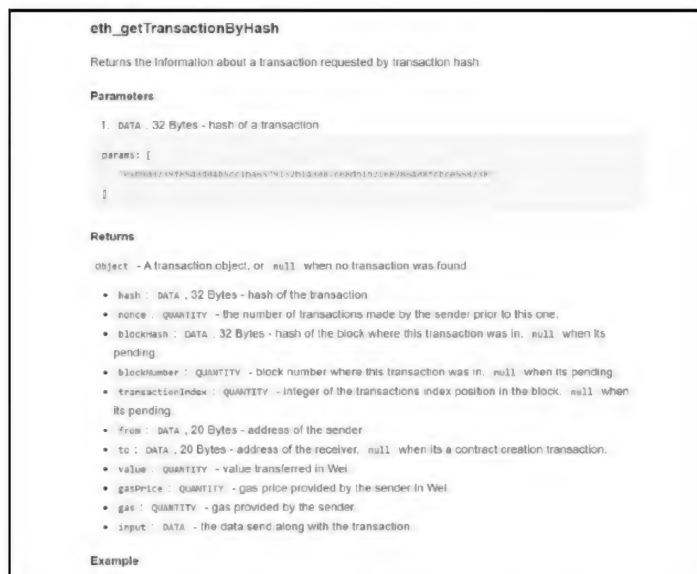 eth_getTransactionByHash
Returns the Information about a transaction requested by transaction hash
Parameters
1. DATA , 32 Bytes - hash of a transaction
params: [
]
Returns
Object - A transaction object, or null when no transaction was found
• hash : DATA , 32 Bytes - hash of the transaction
• nonce : QUANTITY - the number of transactions made by the sender prior to this one.
• blockHash : DATA , 32 Bytes - hash of the block where this transaction was in. null when its
pending
• blockNumber : QUANTITY - block number where this transaction was in. null when its pending
• transactionIndex : QUANTITY - integer of the transactions index position in the block. null when
its pending
• from : DATA , 20 Bytes - address of the sender
• to : DATA , 20 Bytes - address of the receiver. null when its a contract creation transaction.
• value : QUANTITY - value transferred in Wei
• gasPrice : QUANTITY - gas price provided by the sender in Wei
• gas : QUANTITY - gas provided by the sender
• input : DATA - the data send along with the transaction
Example